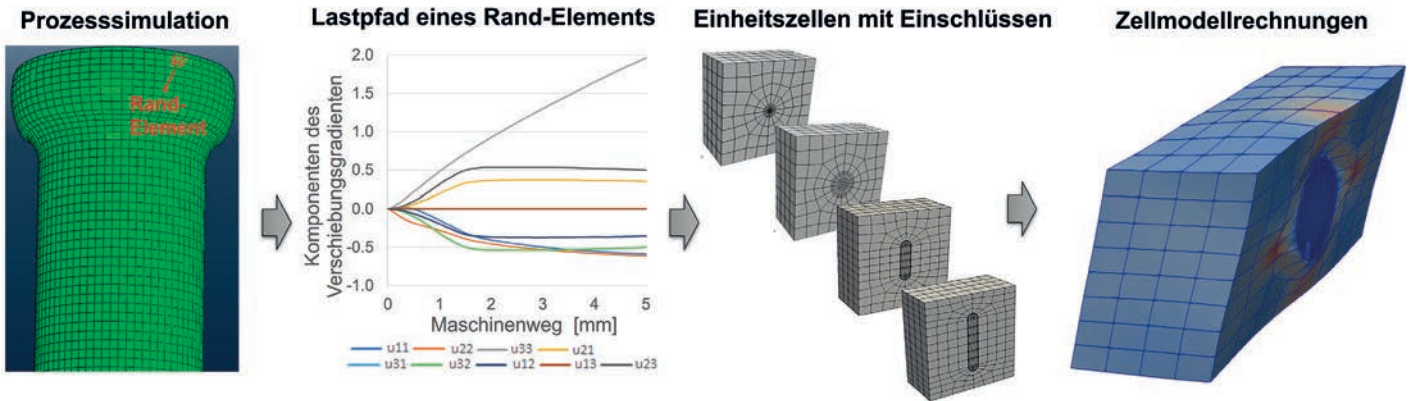 Prozesssimulation
Rand-
Element
Lastpfad eines Rand-Elements
Komponenten des
Verschiebungsgradienten
2.0
1.5
1.0
0.5
0.0
-0.5
-1.0
0 1 2 3 4 5
Maschinenweg [mm]
u11 u22 u33 u21
u31 u32 u12 u13 u23
Einheitszellen mit Einschlüssen
Zellmodellrechnungen